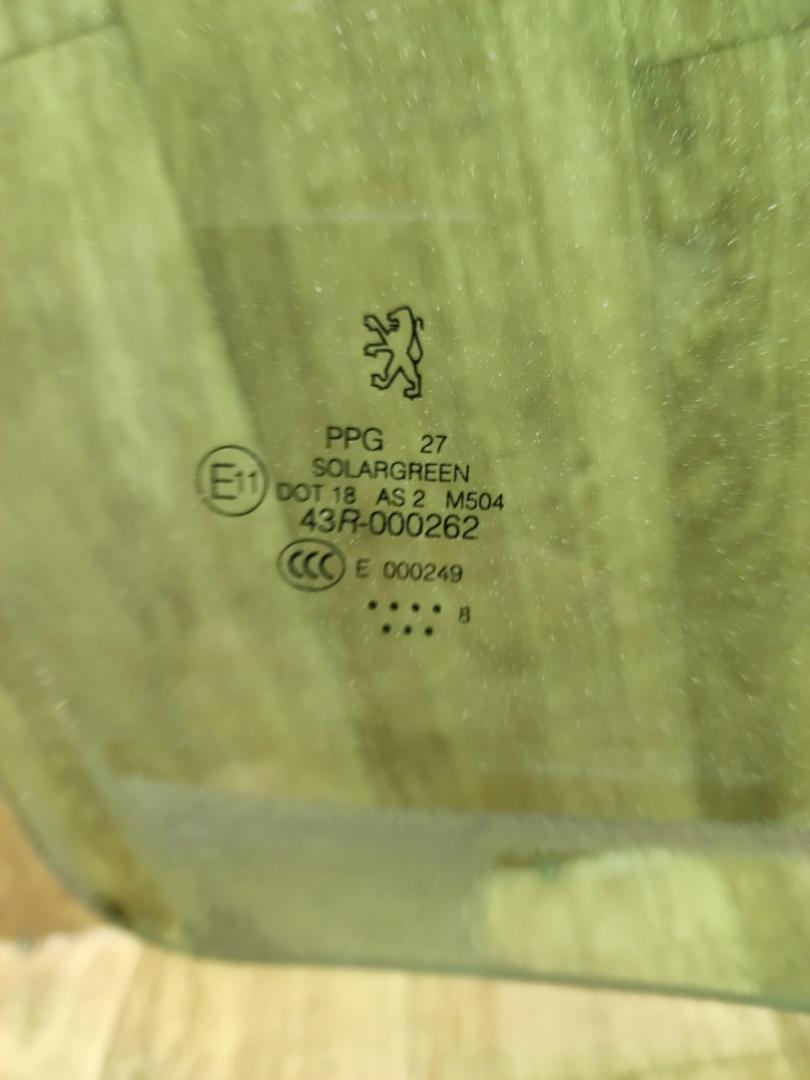 PPG 27
SOLARGREEN
E11
DOT 18 AS 2 M504
43R-000262
CCC E 000249
8